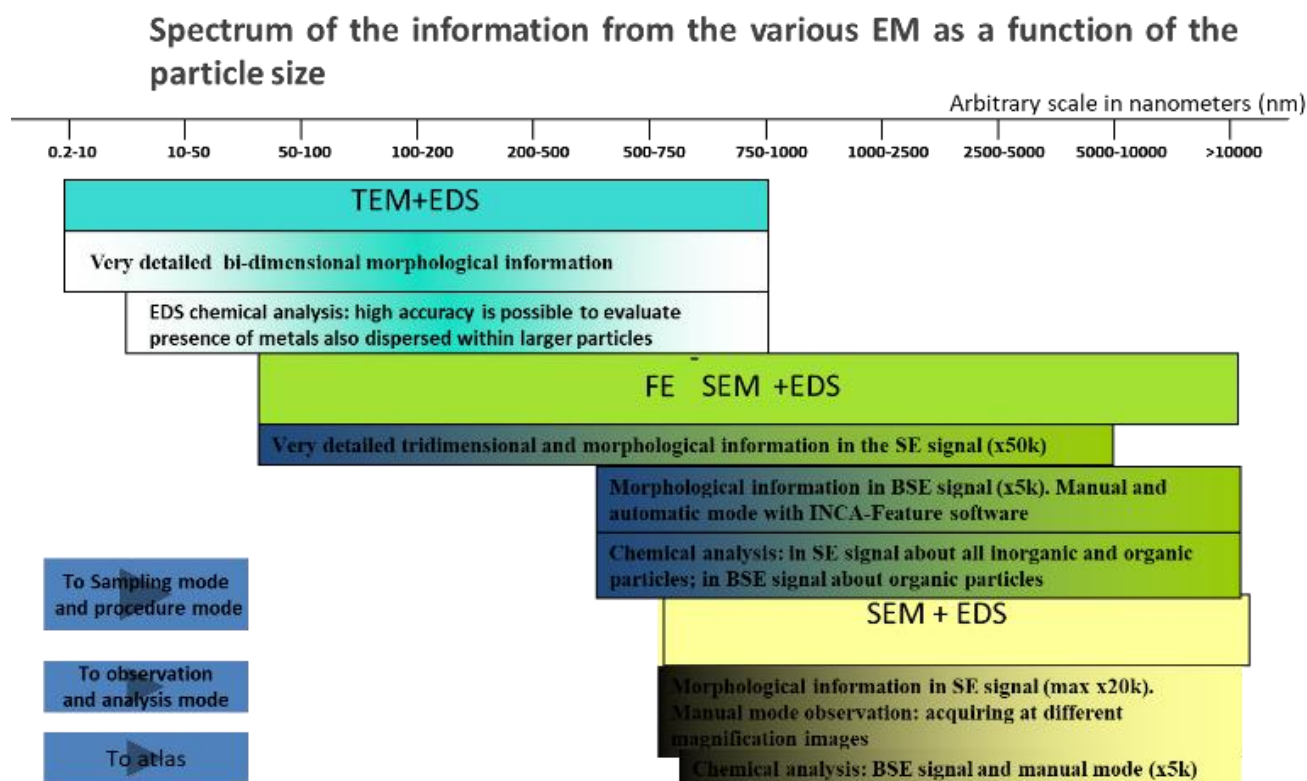 Spectrum of the information from the various EM as a function of the
particle size
Arbitrary scale in nanometers (nm)
0.2-10 10-50 50-100 100-200 200-500 500-750 750-1000 1000-2500 2500-5000 5000-10000 >10000
TEM+EDS
Very detailed bi-dimensional morphological information
EDS chemical analysis: high accuracy is possible to evaluate
presence of metals also dispersed within larger particles
FE - SEM +EDS
Very detailed tridimensional and morphological information in the SE signal (x50k)
Morphological information in BSE signal (x5k). Manual and
automatic mode with INCA-Feature software
Chemical analysis: in SE signal about all inorganic and organic
particles; in BSE signal about organic particles
To Sampling mode
and procedure mode
SEM + EDS
To observation
and analysis mode
Morphological information in SE signal (max x20k).
Manual mode observation: acquiring at different
magnification images
To atlas
Chemical analysis: BSE signal and manual mode (x5k)